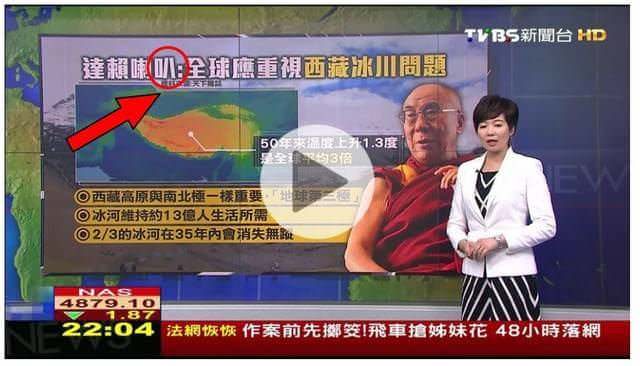 TVBS新聞台 HD
達賴喇叭:全球應重視西藏冰川問題
50年來溫度上升1.3度
是全球平均3倍
西藏高原與南北極一樣重要,「地球第三極」
冰河維持約13億人生活所需
2/3的冰河在35年內會消失無蹤
NAS
4879.10
1.87
22:04
法網恢恢 作案前先擲筊!飛車搶姊妹花 48小時落網
NEWS